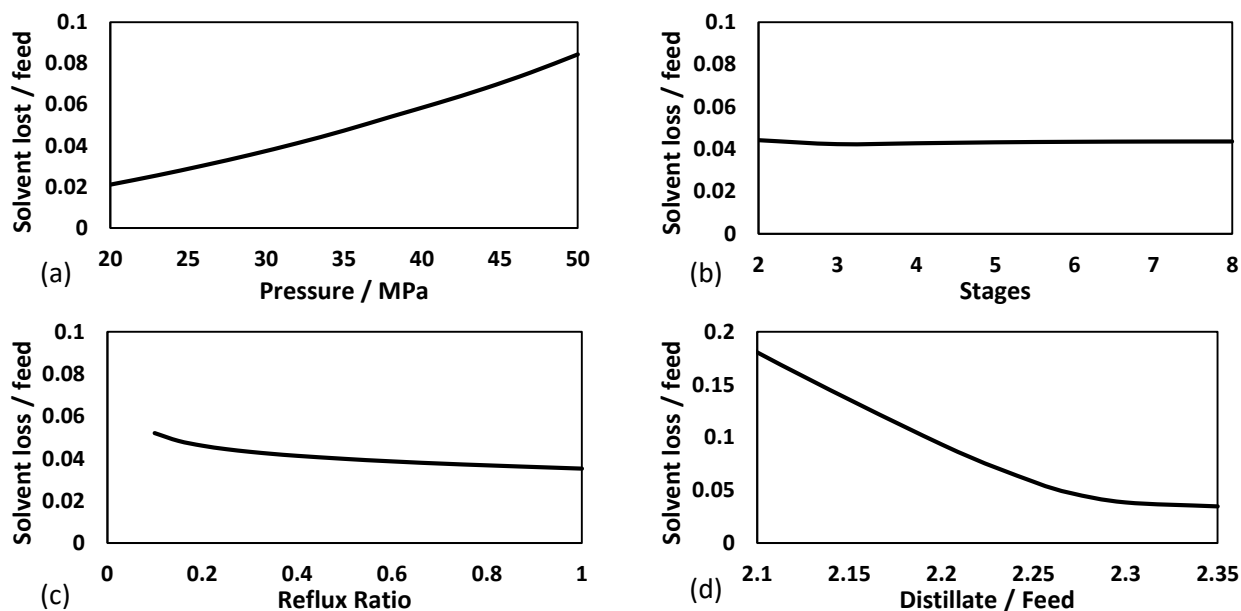 Solvent lost / feed
0.1
0.08
0.06
0.04
0.02
0
20 25 30 35 40 45 50
Pressure / MPa
(a)
Solvent loss / feed
0.1
0.08
0.06
0.04
0.02
0
2 3 4 5 6 7 8
Stages
(b)
Solvent loss / feed
0.1
0.08
0.06
0.04
0.02
0
0 0.2 0.4 0.6 0.8 1
Reflux Ratio
(c)
Solvent loss / feed
0.2
0.15
0.1
0.05
0
2.1 2.15 2.2 2.25 2.3 2.35
Distillate / Feed
(d)